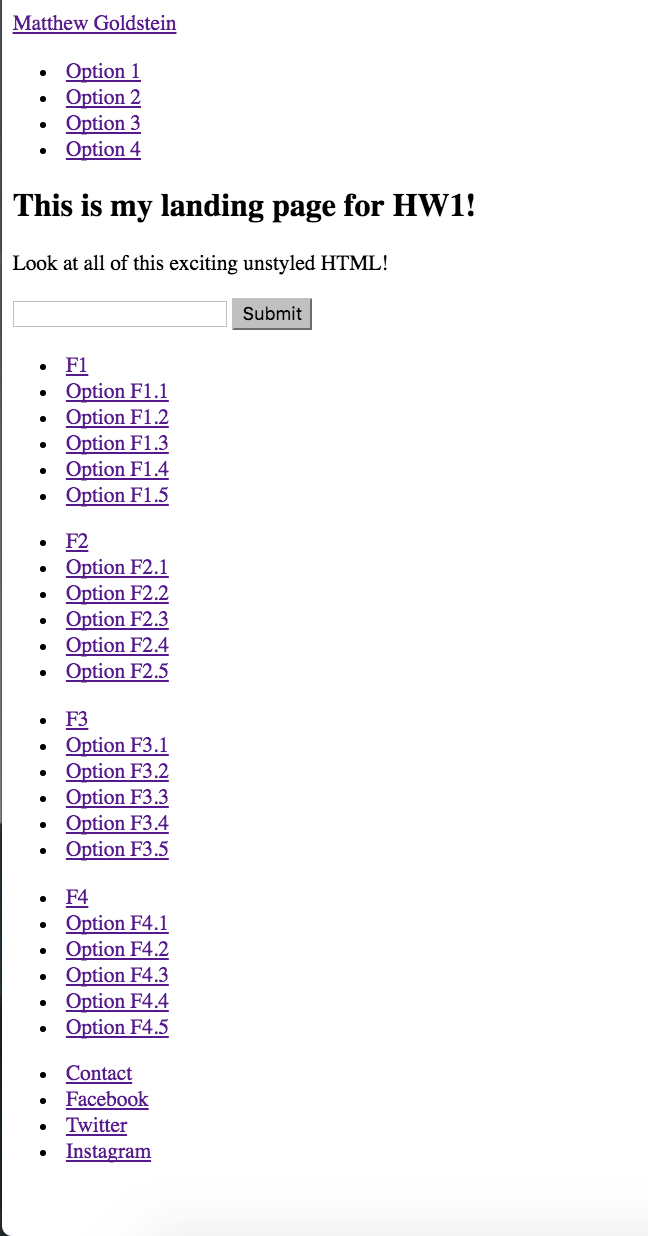 Matthew Goldstein
Option 1
Option 2
Option 3
Option 4
This is my landing page for HW1!
Look at all of this exciting unstyled HTML!
Submit
F1
Option F1.1
Option F1.2
Option F1.3
Option F1.4
Option F1.5
F2
Option F2.1
Option F2.2
Option F2.3
Option F2.4
Option F2.5
F3
Option F3.1
Option F3.2
Option F3.3
Option F3.4
Option F3.5
F4
Option F4.1
Option F4.2
Option F4.3
Option F4.4
Option F4.5
Contact
Facebook
Twitter
Instagram